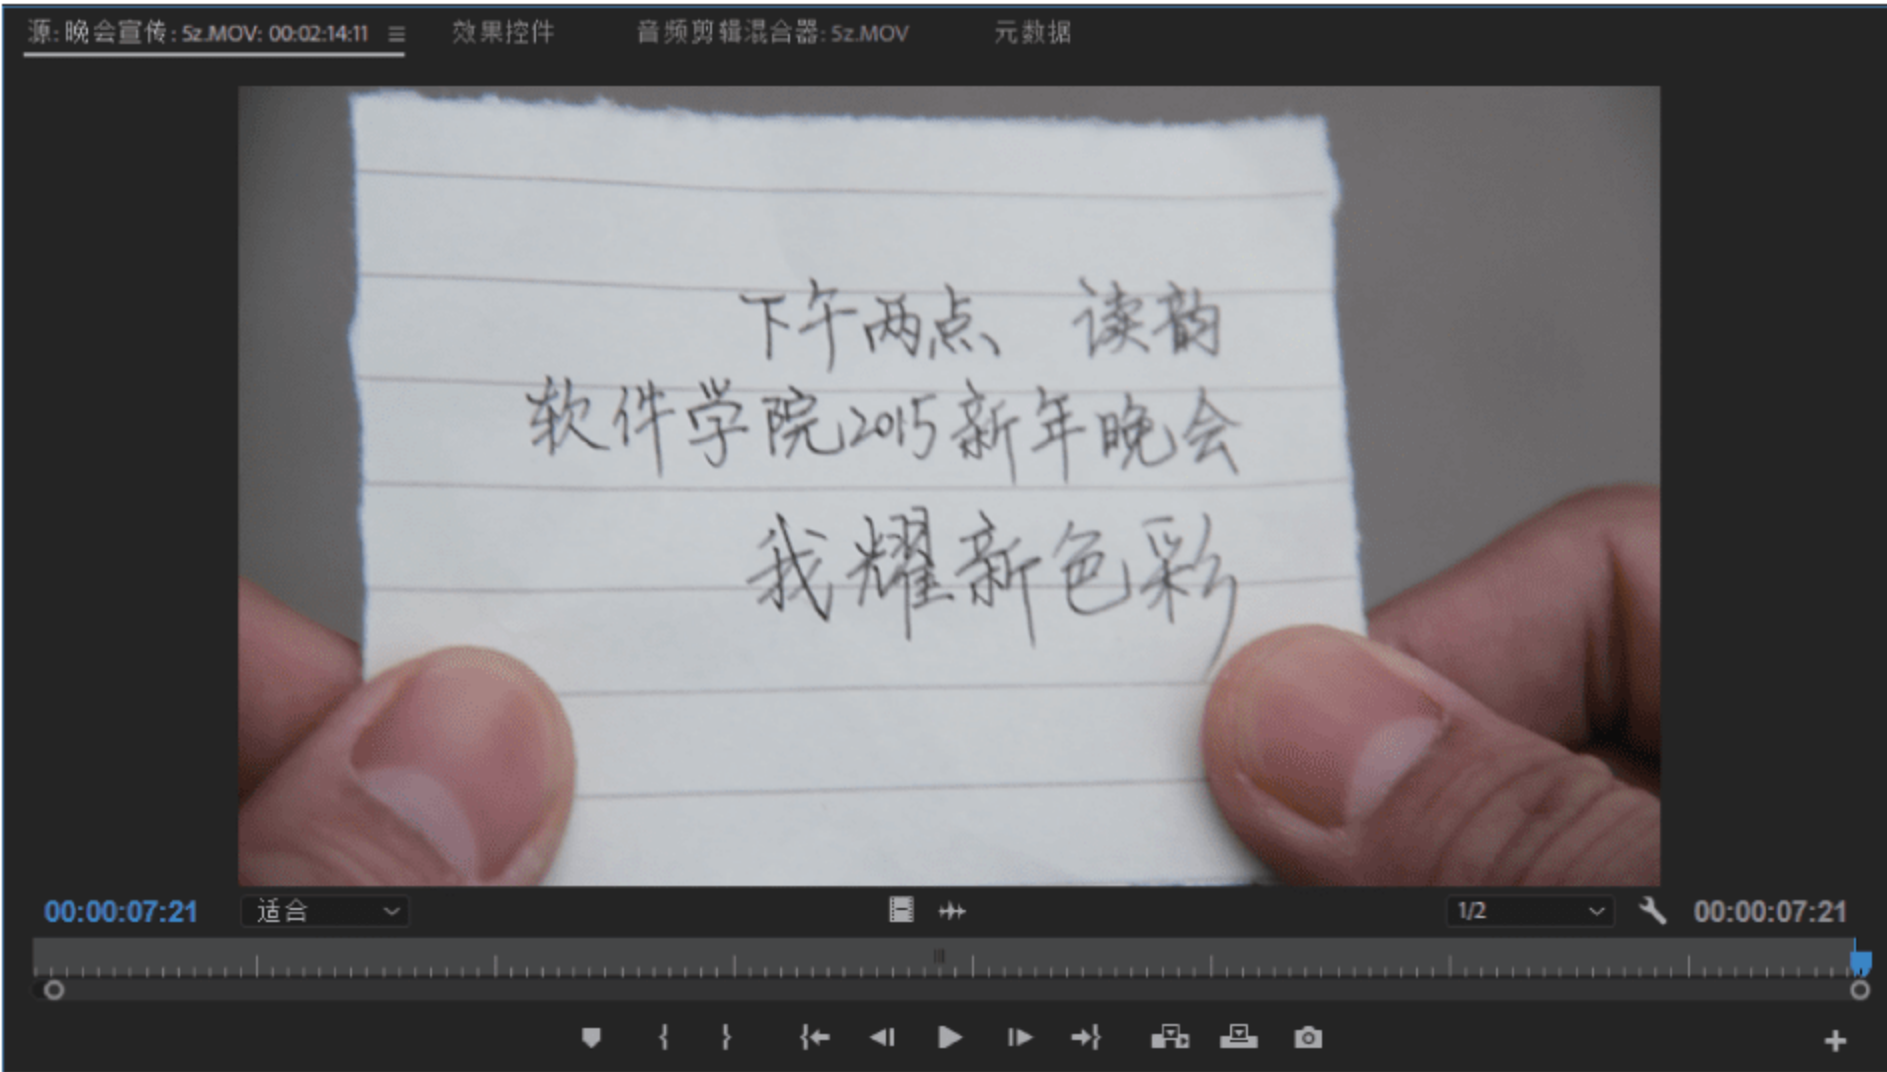 源: 晚会宣传: 5z.MOV: 00:02:14:11 效果控件 音频剪辑混合器: 5z.MOV 元数据
下午两点 读韵
软件学院2015新年晚会
我耀新色彩
00:00:07:21 适合 1/2 00:00:07:21